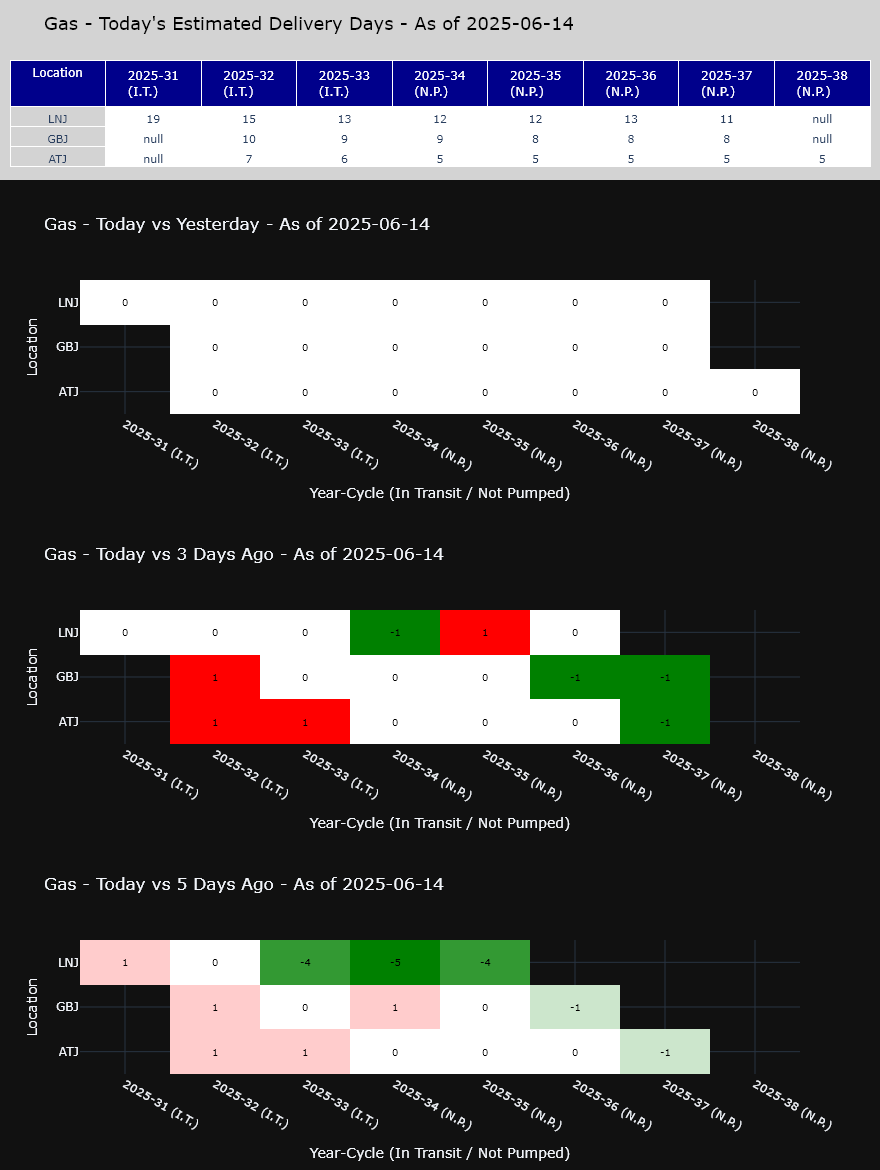 Gas - Today's Estimated Delivery Days - As of 2025-06-14
Location 2025-31 (I.T.) 2025-32 (I.T.) 2025-33 (I.T.) 2025-34 (N.P.) 2025-35 (N.P.) 2025-36 (N.P.) 2025-37 (N.P.) 2025-38 (N.P.)
LNJ 19 15 13 12 12 13 11 null
GBJ null 10 9 9 8 8 8 null
ATJ null 7 6 5 5 5 5 5
Gas - Today vs Yesterday - As of 2025-06-14
Location
LNJ 0 0 0 0 0 0 0
GBJ 0 0 0 0 0 0
ATJ 0 0 0 0 0 0 0
2025-31 (I.T.) 2025-32 (I.T.) 2025-33 (I.T.) 2025-34 (N.P.) 2025-35 (N.P.) 2025-36 (N.P.) 2025-37 (N.P.) 2025-38 (N.P.)
Year-Cycle (In Transit / Not Pumped)
Gas - Today vs 3 Days Ago - As of 2025-06-14
Location
LNJ 0 0 0 -1 1 0
GBJ 1 0 0 0 -1 -1
ATJ 1 1 0 0 0 -1
2025-31 (I.T.) 2025-32 (I.T.) 2025-33 (I.T.) 2025-34 (N.P.) 2025-35 (N.P.) 2025-36 (N.P.) 2025-37 (N.P.) 2025-38 (N.P.)
Year-Cycle (In Transit / Not Pumped)
Gas - Today vs 5 Days Ago - As of 2025-06-14
Location
LNJ 1 0 -4 -5 -4
GBJ 1 0 1 0 -1
ATJ 1 1 0 0 0 -1
2025-31 (I.T.) 2025-32 (I.T.) 2025-33 (I.T.) 2025-34 (N.P.) 2025-35 (N.P.) 2025-36 (N.P.) 2025-37 (N.P.) 2025-38 (N.P.)
Year-Cycle (In Transit / Not Pumped)